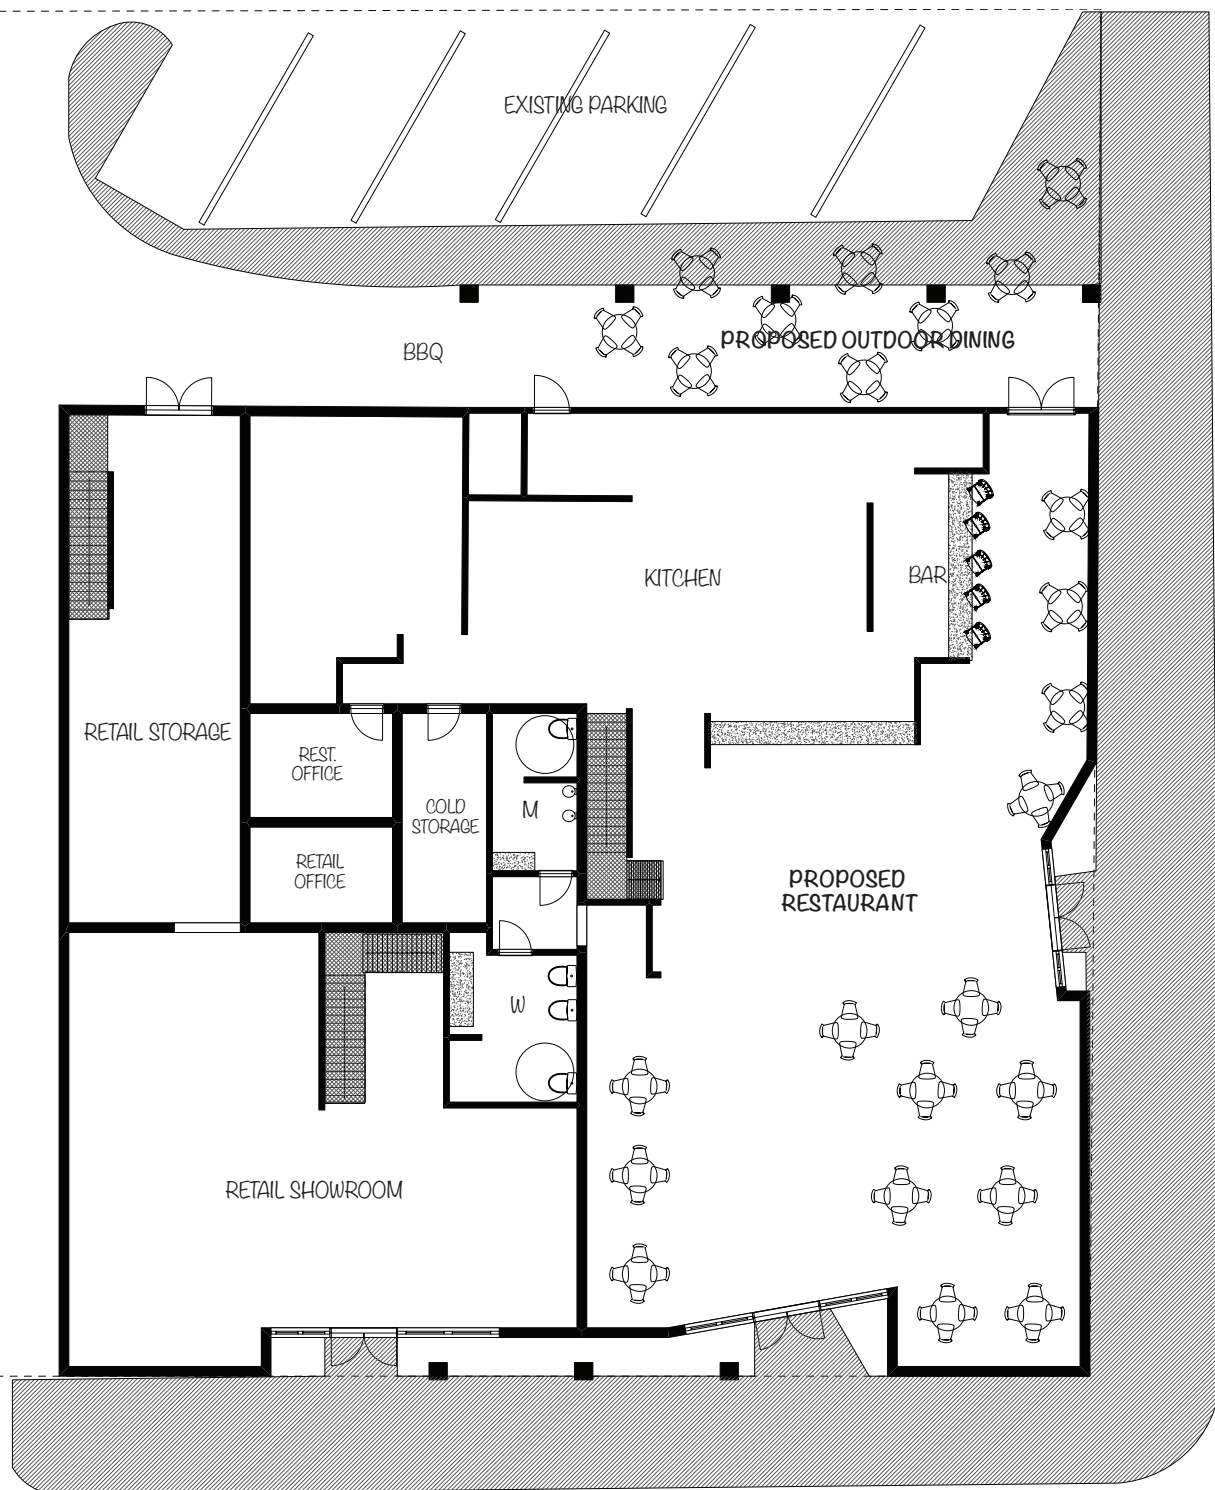 EXISTING PARKING
PROPOSED OUTDOOR DINING
BBQ
KITCHEN
BAR
RETAIL STORAGE
REST.
OFFICE
COLD
STORAGE
M
RETAIL
OFFICE
PROPOSED
RESTAURANT
W
RETAIL SHOWROOM